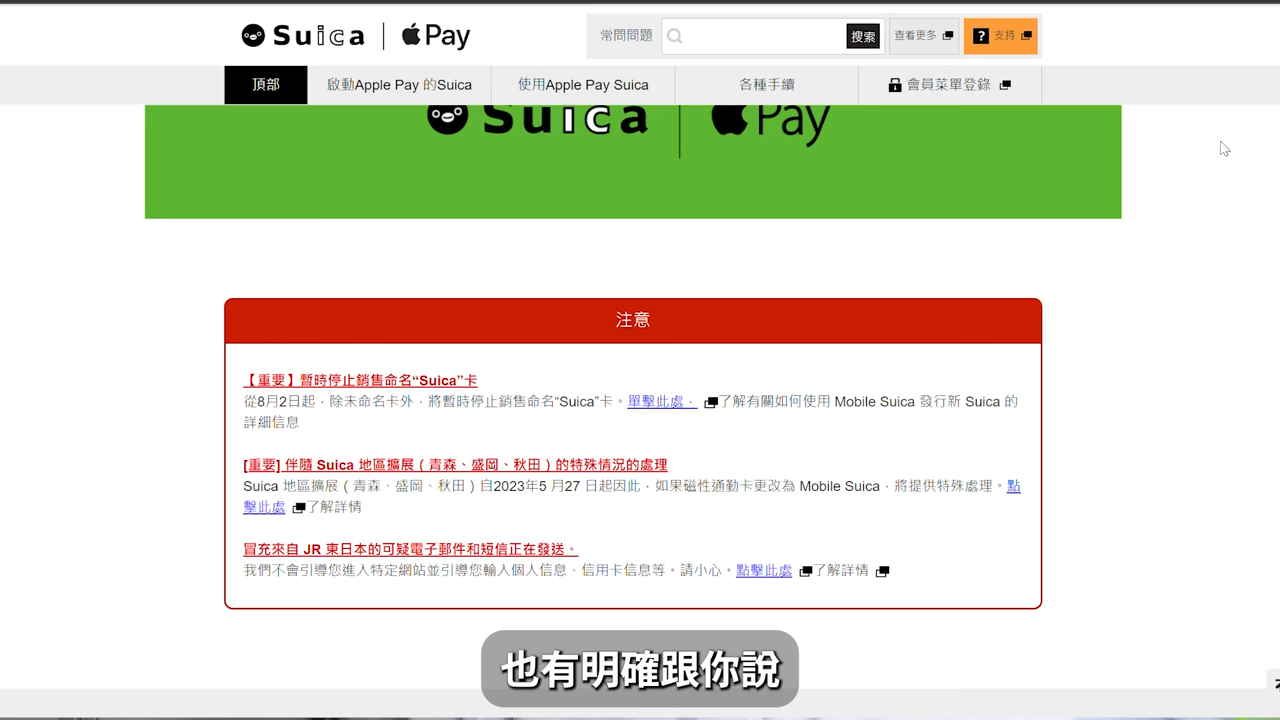 Suica Pay
常問問題
搜索
查看更多
? 支持
頂部
啟動Apple Pay 的Suica
使用Apple Pay Suica
各種手續
會員菜單登錄
Suica Pay
注意
【重要】暫時停止銷售命名“Suica”卡
從8月2日起，除未命名卡外，將暫時停止銷售命名“Suica”卡。單擊此處，了解有關如何使用 Mobile Suica 發行新 Suica 的
詳細信息
[重要] 伴隨 Suica 地區擴展（青森、盛岡、秋田）的特殊情況的處理
Suica 地區擴展（青森、盛岡、秋田）自2023年5 月27 日起因此，如果磁性通勤卡更改為 Mobile Suica，將提供特殊處理。點
擊此處 了解詳情
冒充來自 JR 東日本的可疑電子郵件和短信正在發送。
我們不會引導您進入特定網站並引導您輸入個人信息、信用卡信息等。請小心。點擊此處 了解詳情
也有明確跟你說